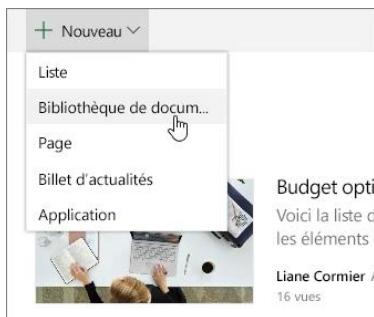 Nouveau
Liste
Bibliothèque de docum...
Page
Billet d'actualités
Application
Budget opti
Voici la liste d
les éléments
Liane Cormier
16 vues